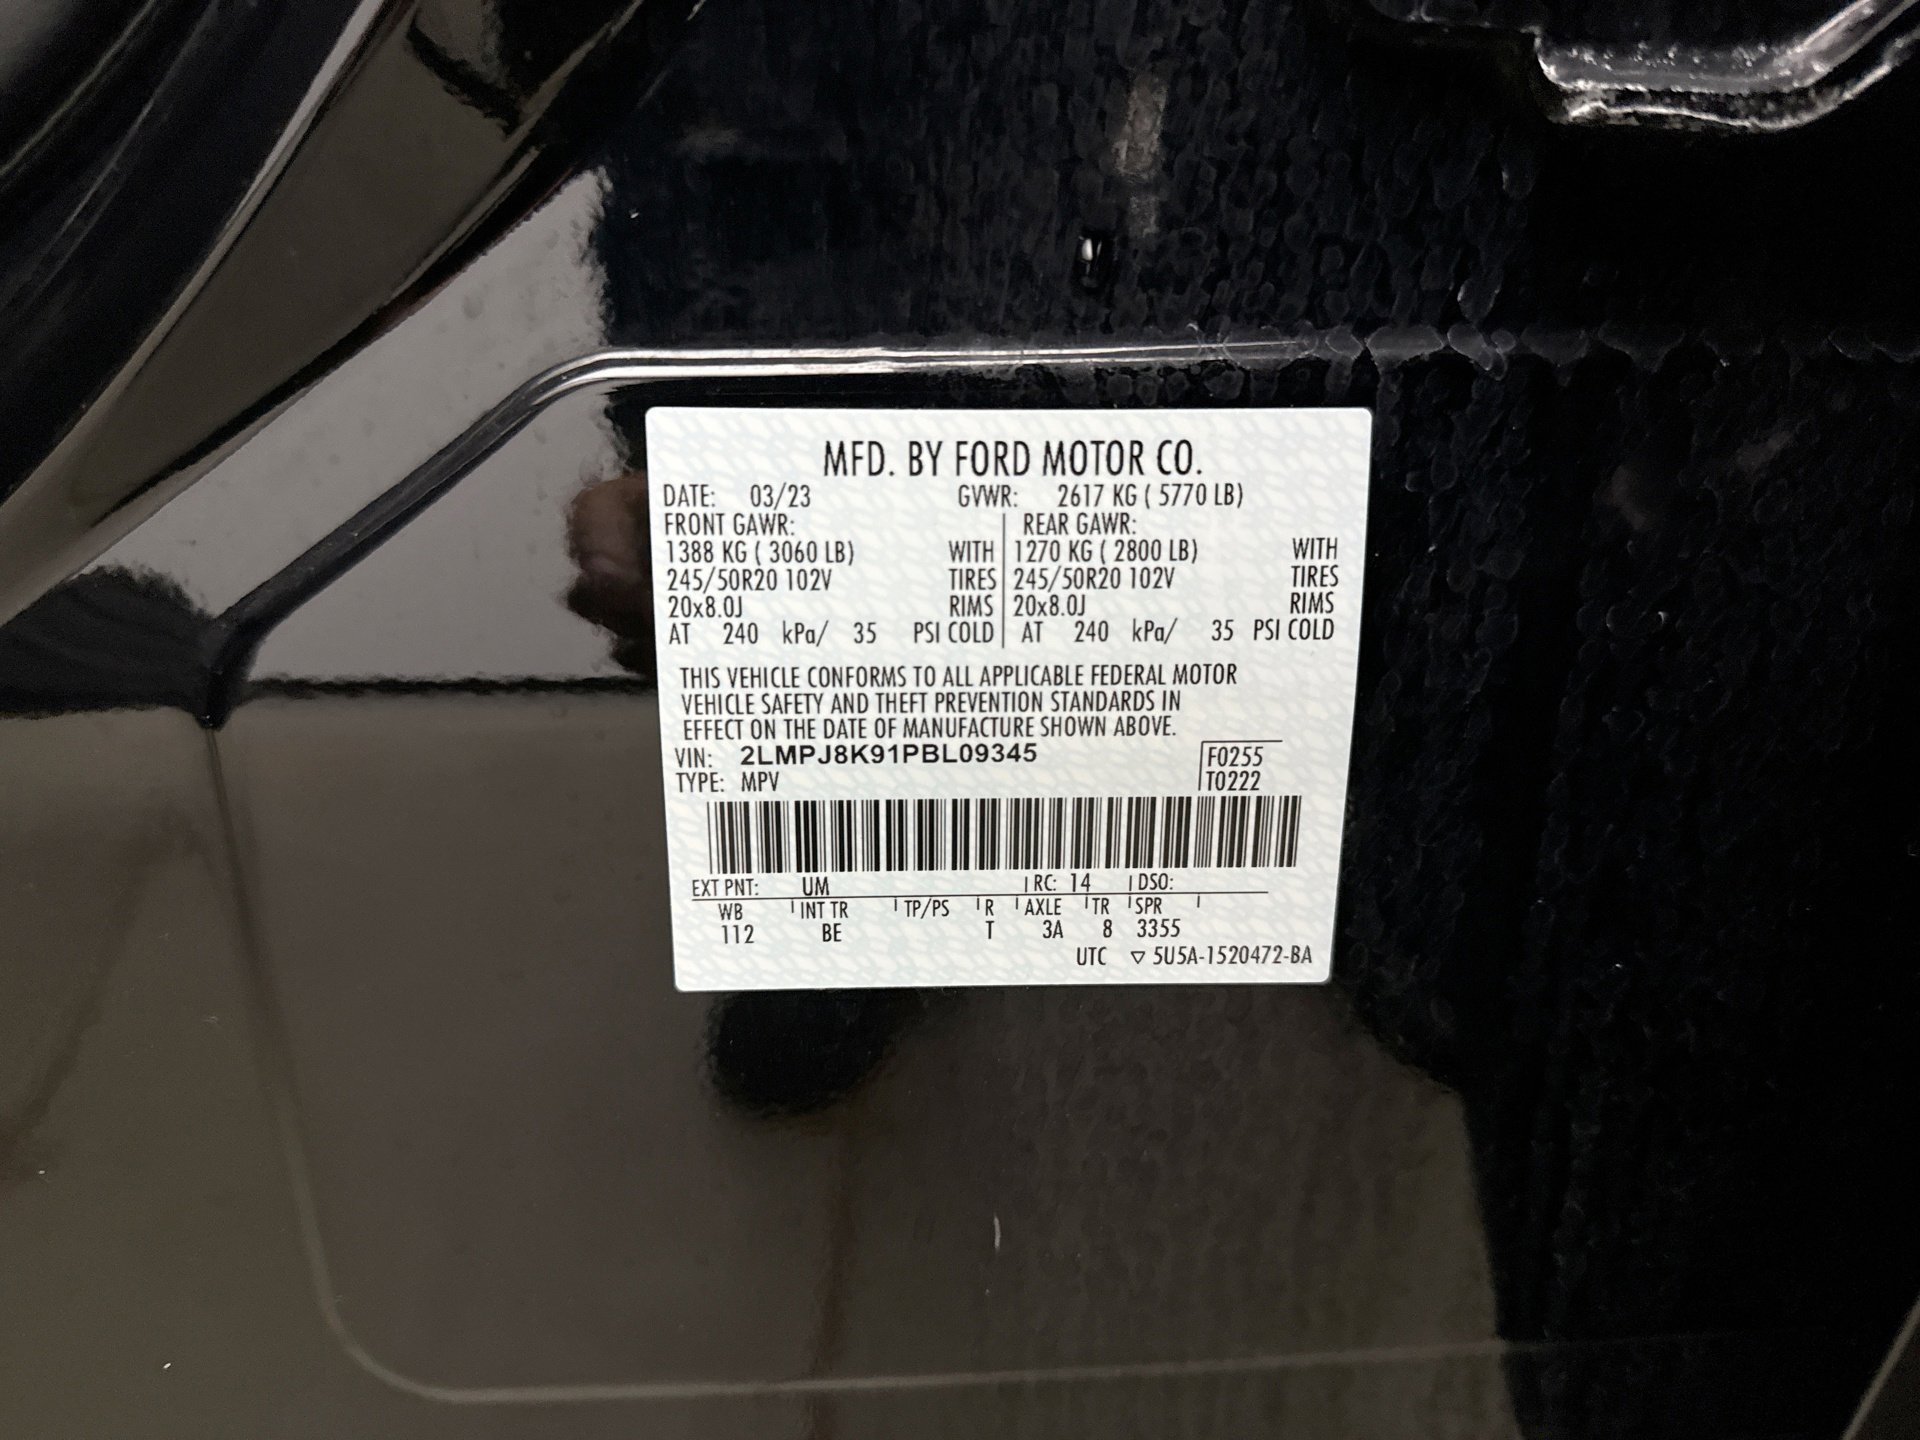 MFD. BY FORD MOTOR CO.
DATE: 03/23 GVWR: 2617 KG ( 5770 LB)
FRONT GAWR: REAR GAWR:
1388 KG ( 3060 LB) WITH 1270 KG ( 2800 LB) WITH
245/50R20 102V TIRES 245/50R20 102V TIRES
20x8.0J RIMS 20x8.0J RIMS
AT 240 kPa/ 35 PSI COLD AT 240 kPa/ 35 PSI COLD
THIS VEHICLE CONFORMS TO ALL APPLICABLE FEDERAL MOTOR
VEHICLE SAFETY AND THEFT PREVENTION STANDARDS IN
EFFECT ON THE DATE OF MANUFACTURE SHOWN ABOVE.
VIN: 2LMPJ8K91PBL09345 F0255
TYPE: MPV T0222
EXT PNT: UM RC: 14 DSO:
WB INT TR TP/PS R AXLE TR SPR
112 BE T 3A 8 3355
UTC ▽ 5U5A-1520472-BA